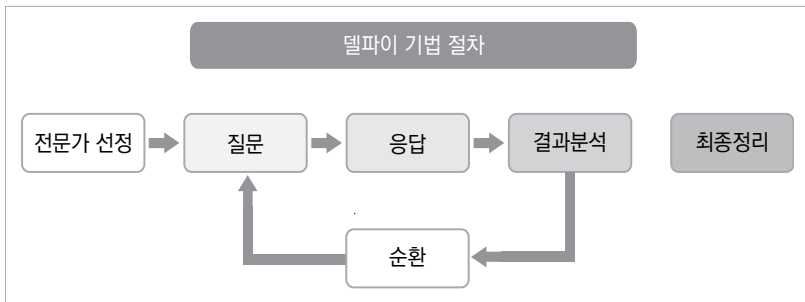 델파이 기법 절차
전문가 선정
질문
응답
결과분석
최종정리
순환